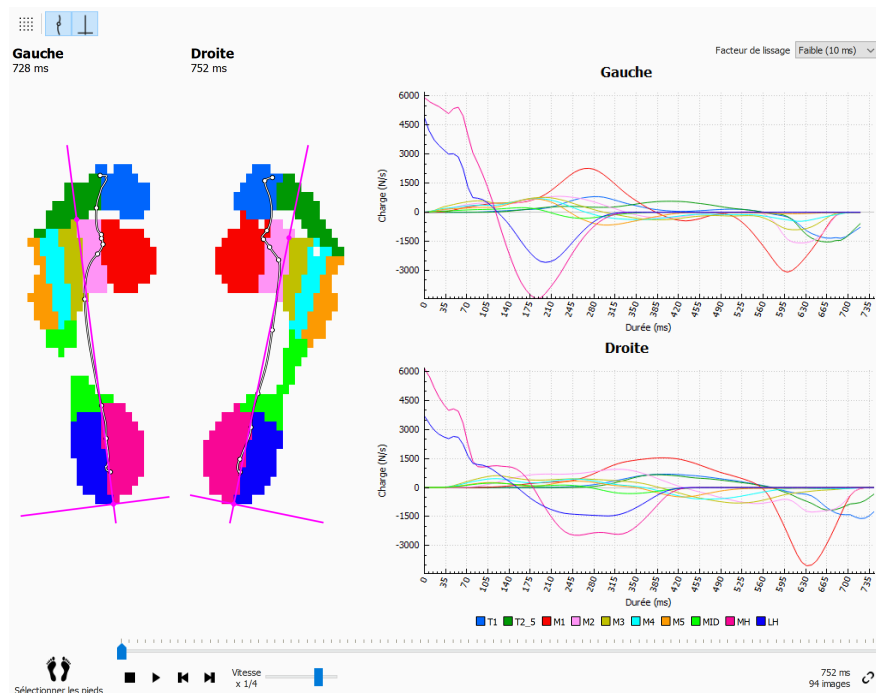 Gauche
728 ms
Droite
752 ms
Facteur de lissage Faible (10 ms)
Gauche
Charge (N/s)
6000
4500
3000
1500
0
-1500
-3000
0 35 70 105 140 175 210 245 280 315 350 385 420 455 490 525 560 595 630 665 700 735
Durée (ms)
Droite
Charge (N/s)
6000
4500
3000
1500
0
-1500
-3000
0 35 70 105 140 175 210 245 280 315 350 385 420 455 490 525 560 595 630 665 700 735
Durée (ms)
T1 T2_5 M1 M2 M3 M4 M5 MID MH LH
Sélectionner les pieds
Vitesse
x 1/4
752 ms
94 images